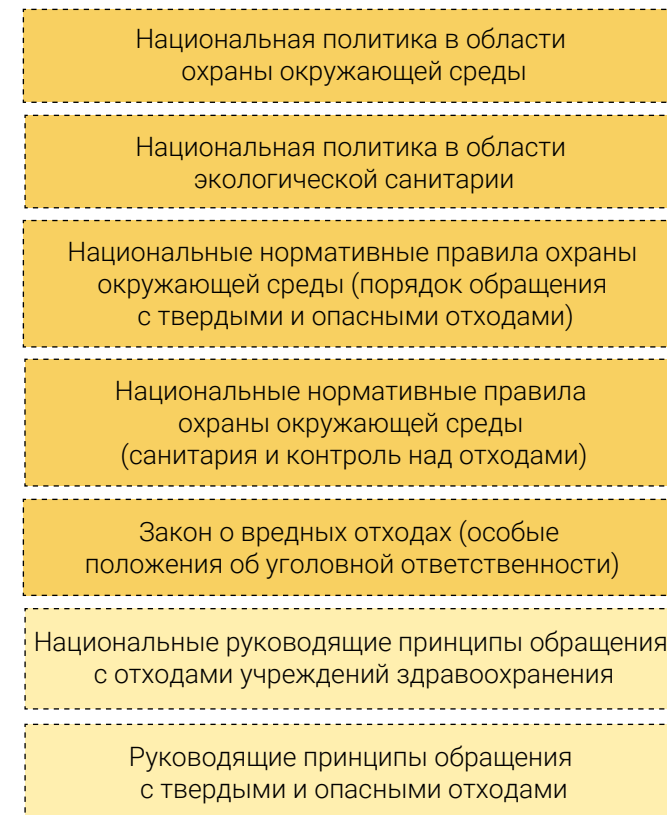 Национальная политика в области
охраны окружающей среды
Национальная политика в области
экологической санитарии
Национальные нормативные правила охраны
окружающей среды (порядок обращения
с твердыми и опасными отходами)
Национальные нормативные правила
охраны окружающей среды
(санитария и контроль над отходами)
Закон о вредных отходах (особые
положения об уголовной ответственности)
Национальные руководящие принципы обращения
с отходами учреждений здравоохранения
Руководящие принципы обращения
с твердыми и опасными отходами